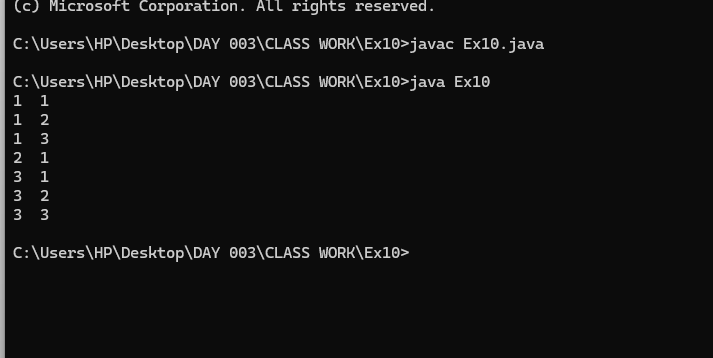 (c) Microsoft Corporation. All rights reserved.
C:\Users\HP\Desktop\DAY 003\CLASS WORK\Ex10>javac Ex10.java
C:\Users\HP\Desktop\DAY 003\CLASS WORK\Ex10>java Ex10
1  1
1  2
1  3
2  1
3  1
3  2
3  3
C:\Users\HP\Desktop\DAY 003\CLASS WORK\Ex10>